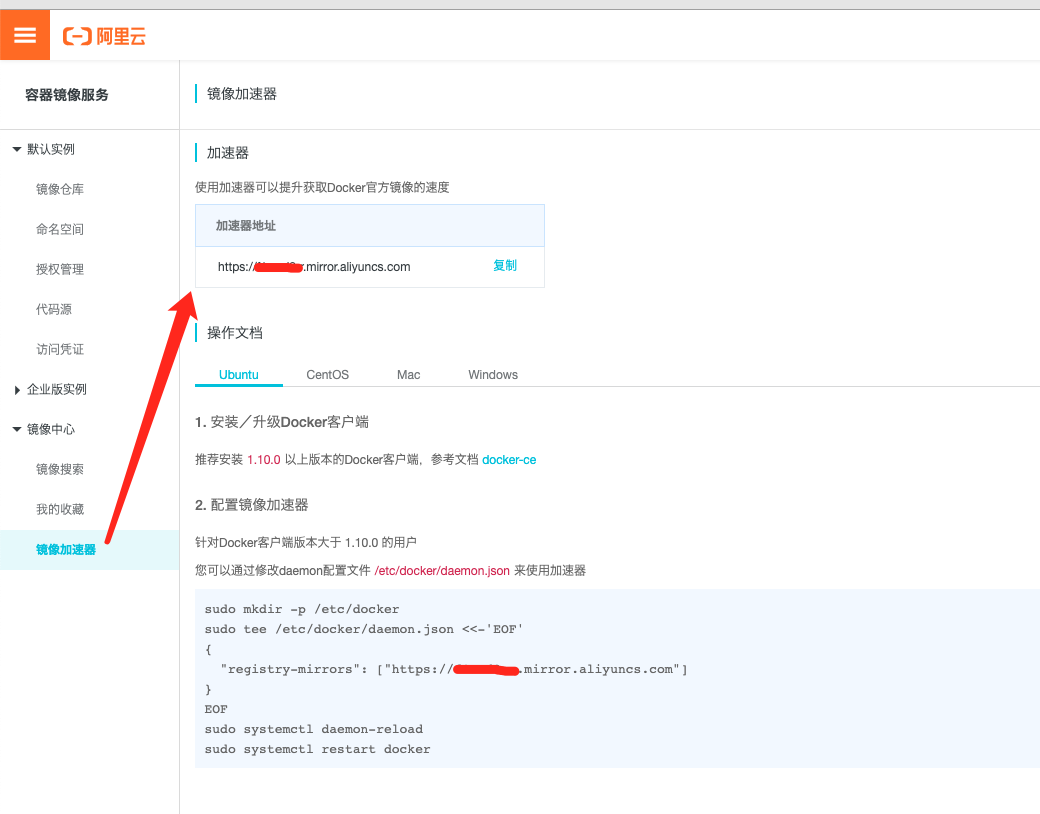 阿里云
容器镜像服务
默认实例
镜像仓库
命名空间
授权管理
代码源
访问凭证
企业版实例
镜像中心
镜像搜索
我的收藏
镜像加速器
镜像加速器
加速器
使用加速器可以提升获取Docker官方镜像的速度
加速器地址
https:// .mirror.aliyuncs.com
复制
操作文档
Ubuntu CentOS Mac Windows
1. 安装／升级Docker客户端
推荐安装 1.10.0 以上版本的Docker客户端，参考文档 docker-ce
2. 配置镜像加速器
针对Docker客户端版本大于 1.10.0 的用户
您可以通过修改daemon配置文件 /etc/docker/daemon.json 来使用加速器
sudo mkdir -p /etc/docker
sudo tee /etc/docker/daemon.json <<-'EOF'
{
"registry-mirrors": ["https:// .mirror.aliyuncs.com"]
}
EOF
sudo systemctl daemon-reload
sudo systemctl restart docker